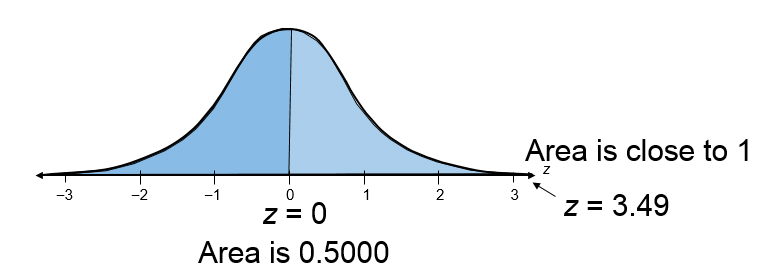 Area is close to 1
z
–3 –2 –1 0 1 2 3
z = 3.49
z = 0
Area is 0.5000